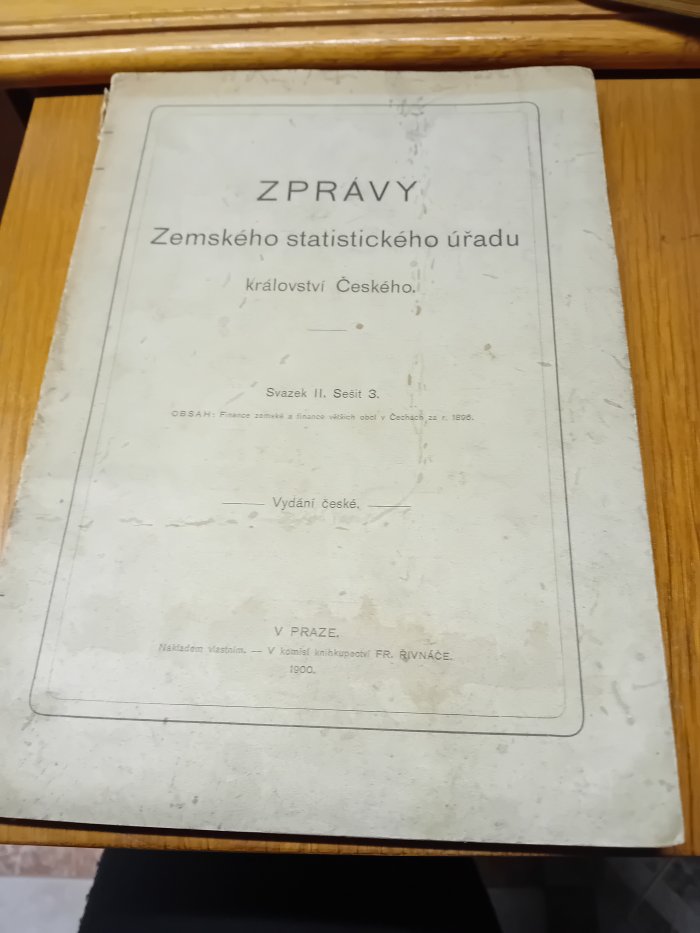 ZPRÁVY
Zemského statistického úřadu
království Českého.
Svazek II. Sešit 3.
OBSAH: Finance zemské a finance větších obcí v Čechách za r. 1896.
Vydání české.
V PRAZE.
Nákladem vlastním. — V komisi knihkupectví FR. ŘIVNÁČE.
1900.